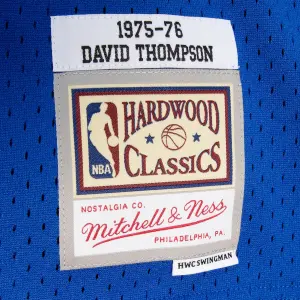 1975-76
DAVID THOMPSON
HARDWOOD
NBA
CLASSICS
NOSTALGIA CO.
Mitchell & Ness
PHILADELPHIA, PA.
HWC SWINGMAN